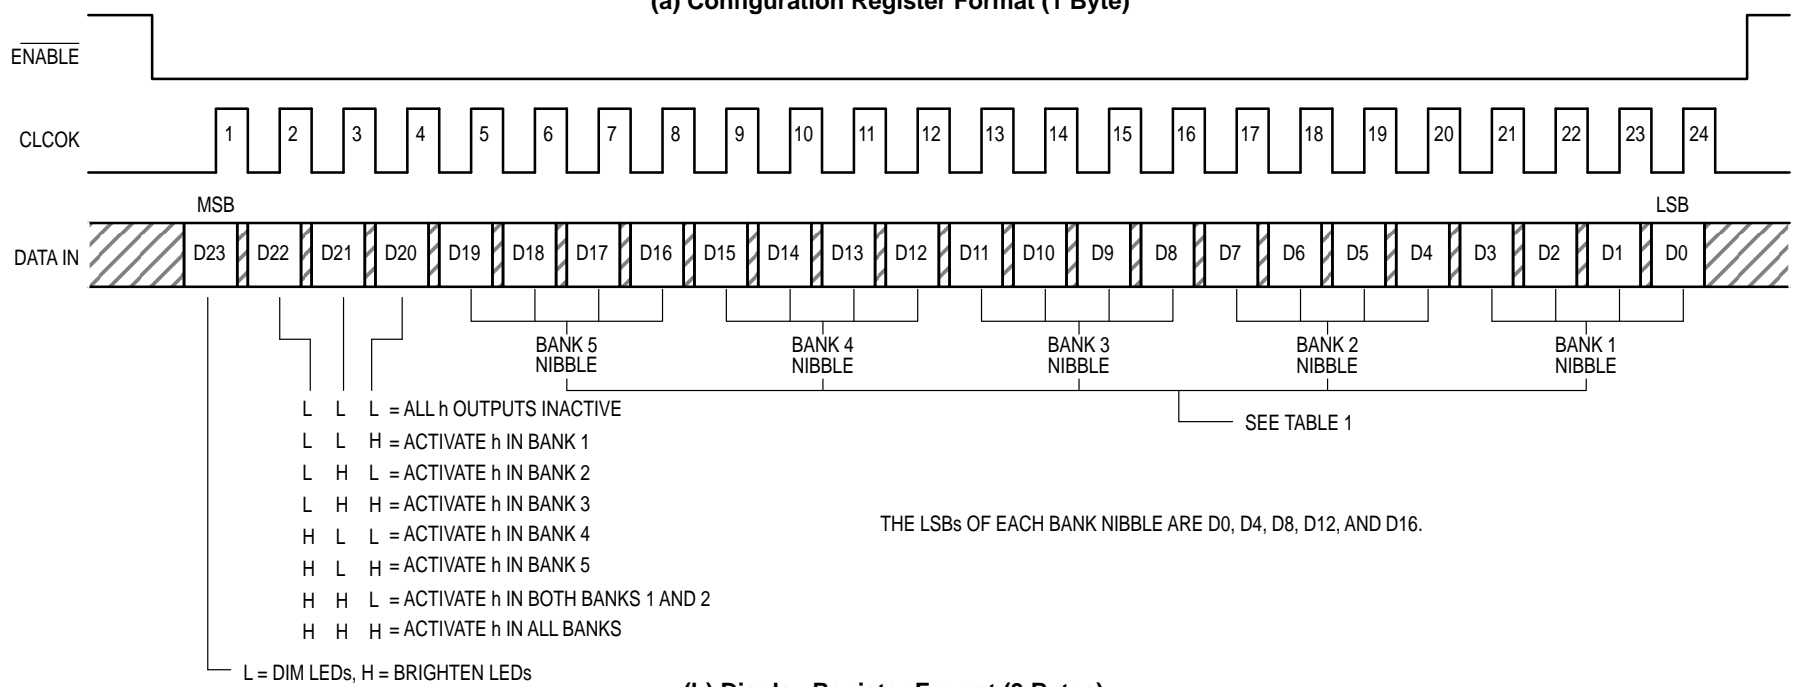 (a) Configuration Register Format (1 Byte)
ENABLE
CLCOK
1 2 3 4 5 6 7 8 9 10 11 12 13 14 15 16 17 18 19 20 21 22 23 24
MSB LSB
DATA IN
D23 D22 D21 D20 D19 D18 D17 D16 D15 D14 D13 D12 D11 D10 D9 D8 D7 D6 D5 D4 D3 D2 D1 D0
BANK 5
NIBBLE
BANK 4
NIBBLE
BANK 3
NIBBLE
BANK 2
NIBBLE
BANK 1
NIBBLE
SEE TABLE 1
L L L = ALL h OUTPUTS INACTIVE
L L H = ACTIVATE h IN BANK 1
L H L = ACTIVATE h IN BANK 2
L H H = ACTIVATE h IN BANK 3
H L L = ACTIVATE h IN BANK 4
H L H = ACTIVATE h IN BANK 5
H H L = ACTIVATE h IN BOTH BANKS 1 AND 2
H H H = ACTIVATE h IN ALL BANKS
THE LSBs OF EACH BANK NIBBLE ARE D0, D4, D8, D12, AND D16.
L = DIM LEDs, H = BRIGHTEN LEDs
(b) Display Register Format (3 Bytes)